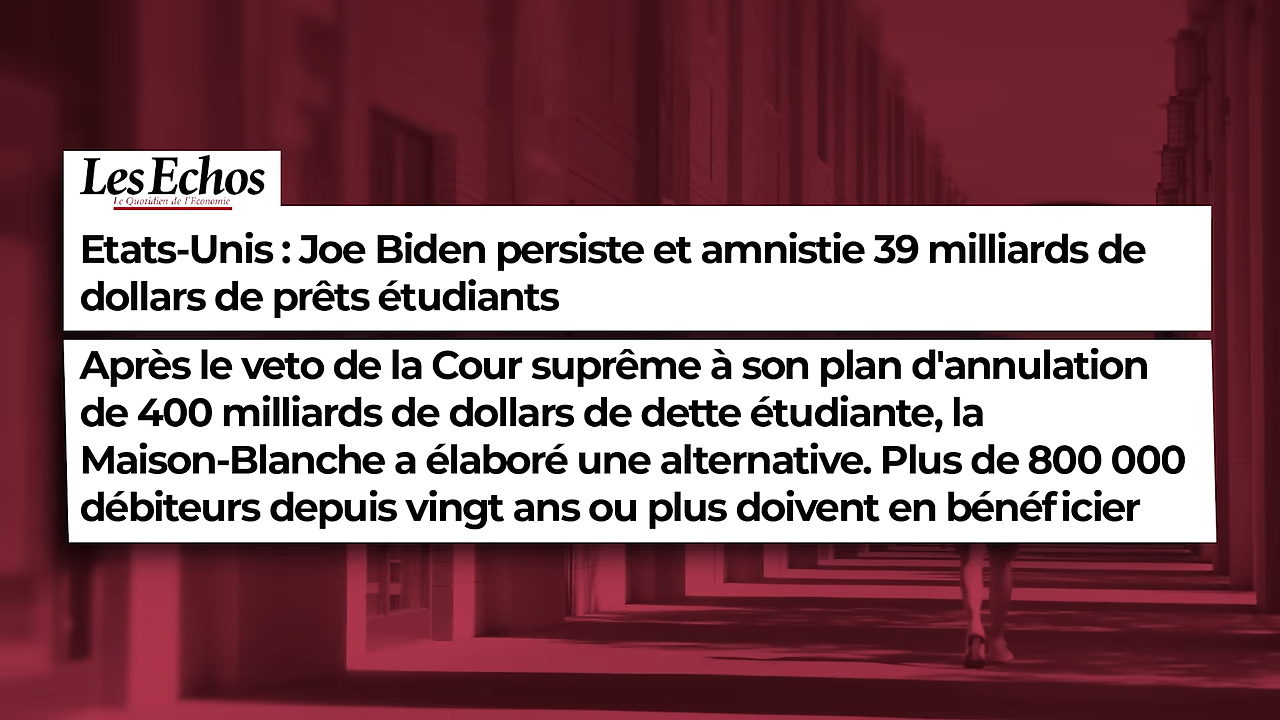 Les Echos
Le Quotidien de l'Economie
Etats-Unis : Joe Biden persiste et amnistie 39 milliards de
dollars de prêts étudiants
Après le veto de la Cour suprême à son plan d'annulation
de 400 milliards de dollars de dette étudiante, la
Maison-Blanche a élaboré une alternative. Plus de 800 000
débiteurs depuis vingt ans ou plus doivent en bénéficier